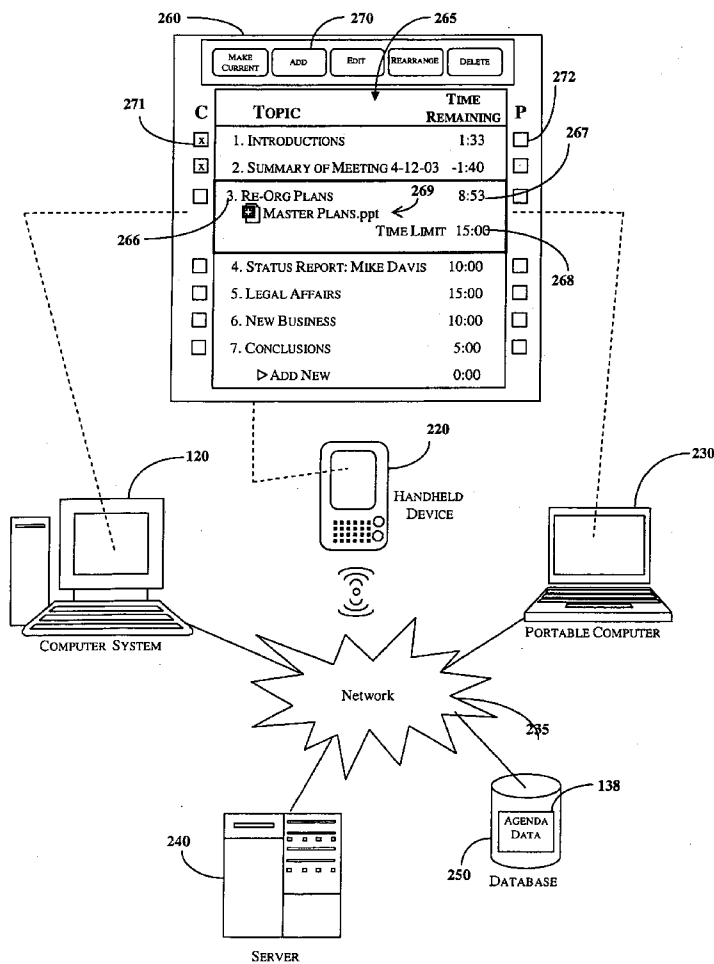 260
270
265
MAKE CURRENT
ADD
EDIT
REARRANGE
DELETE
271
C
TOPIC
TIME REMAINING
P
272
x
1. INTRODUCTIONS 1:33
267
x
2. SUMMARY OF MEETING 4-12-03 -1:40
3. RE-ORG PLANS 8:53
269
266
MASTER PLANS.ppt
TIME LIMIT 15:00
268
4. STATUS REPORT: MIKE DAVIS 10:00
5. LEGAL AFFAIRS 15:00
6. NEW BUSINESS 10:00
7. CONCLUSIONS 5:00
ADD NEW 0:00
220
120
230
HANDHELD
DEVICE
COMPUTER SYSTEM
PORTABLE COMPUTER
Network
235
138
AGENDA
DATA
240
250
DATABASE
SERVER